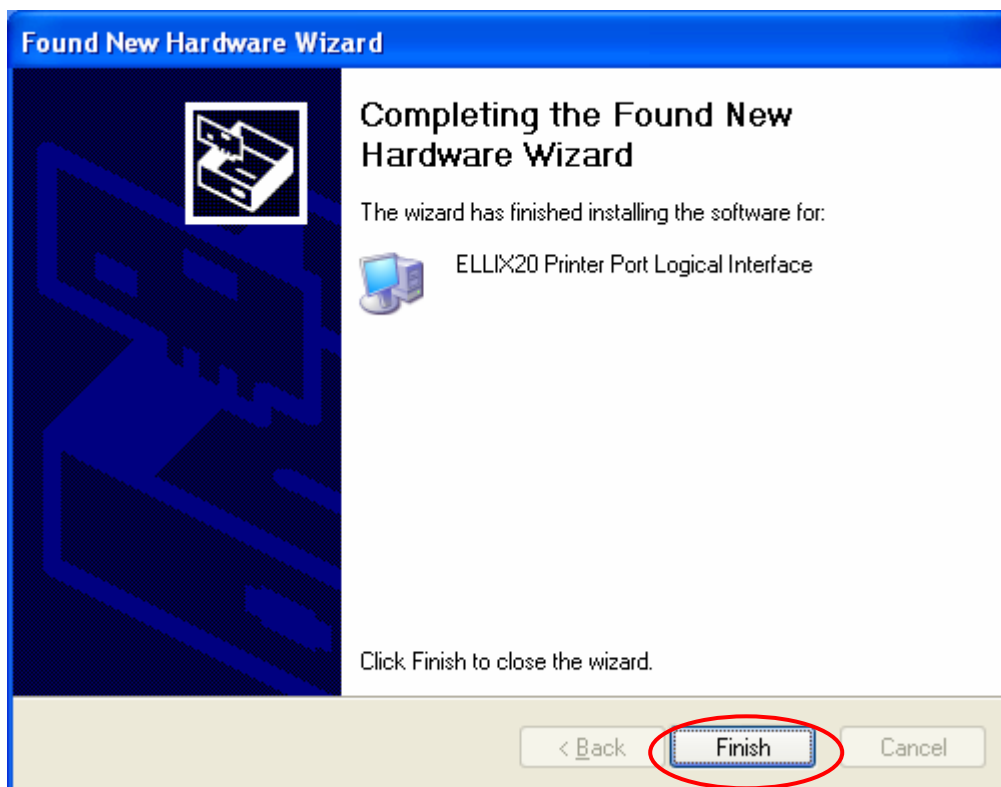 Found New Hardware Wizard
Completing the Found New
Hardware Wizard
The wizard has finished installing the software for:
ELLIX20 Printer Port Logical Interface
Click Finish to close the wizard.
< Back Finish Cancel